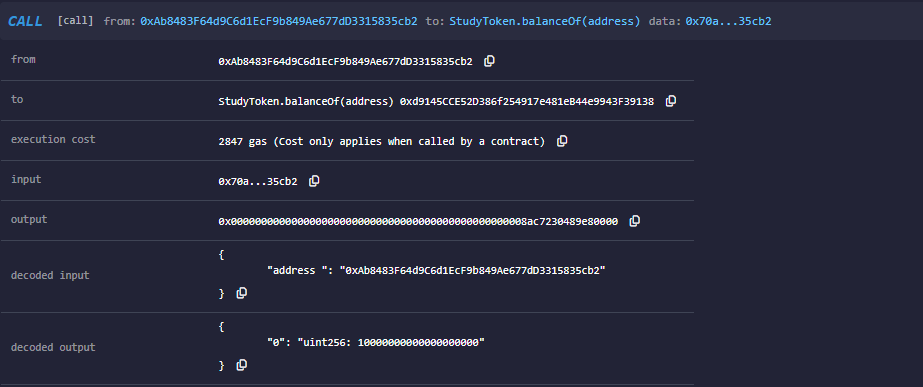 CALL [call] from: 0xAb8483F64d9C6d1EcF9b849Ae677dD3315835cb2 to: StudyToken.balanceOf(address) data: 0x70a...35cb2
from 0xAb8483F64d9C6d1EcF9b849Ae677dD3315835cb2
to StudyToken.balanceOf(address) 0xd9145CCE52D386f254917e481eB44e9943F39138
execution cost 2847 gas (Cost only applies when called by a contract)
input 0x70a...35cb2
output 0x0000000000000000000000000000000000000000000000008ac7230489e80000
{
decoded input "address ": "0xAb8483F64d9C6d1EcF9b849Ae677dD3315835cb2"
}
{
decoded output "0": "uint256: 10000000000000000000"
}